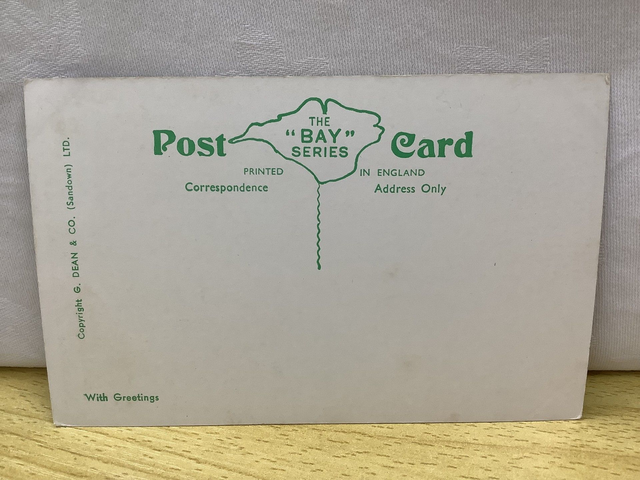 Post Card
THE
"BAY"
SERIES
PRINTED IN ENGLAND
Correspondence
Address Only
Copyright G. DEAN & CO. (Sandown) LTD.
With Greetings